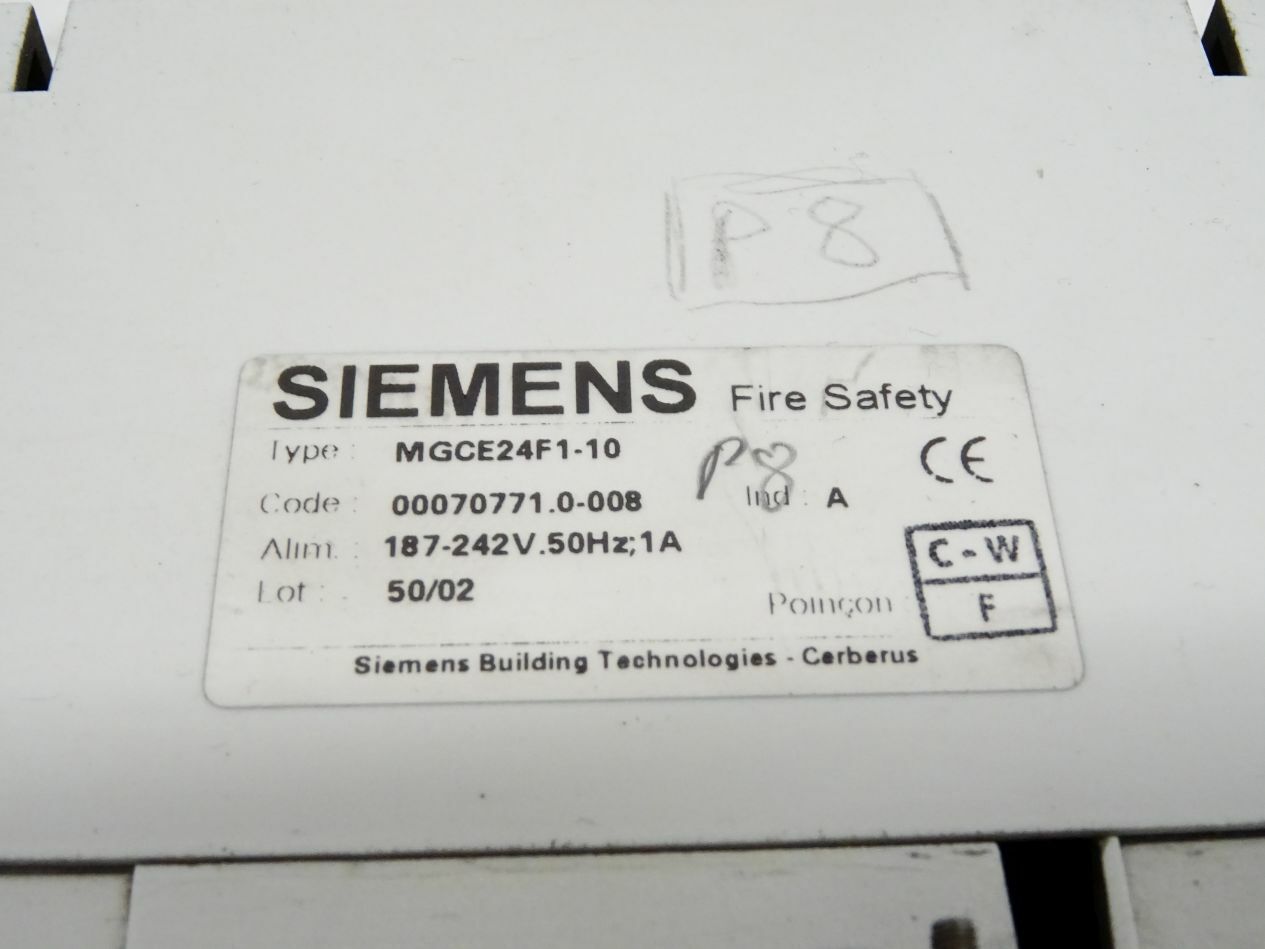 P 8
SIEMENS Fire Safety
Type : MGCE24F1-10
P8
CE
Code : 00070771.0-008 Ind : A
Alim. : 187-242V.50Hz;1A
C-W
Lot : 50/02
Poinçon :
F
Siemens Building Technologies - Cerberus